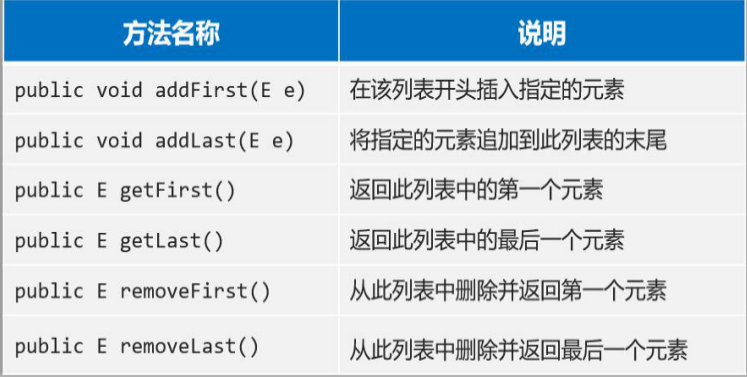 方法名称 说明
public void addFirst(E e) 在该列表开头插入指定的元素
public void addLast(E e) 将指定的元素追加到此列表的末尾
public E getFirst() 返回此列表中的第一个元素
public E getLast() 返回此列表中的最后一个元素
public E removeFirst() 从此列表中删除并返回第一个元素
public E removeLast() 从此列表中删除并返回最后一个元素